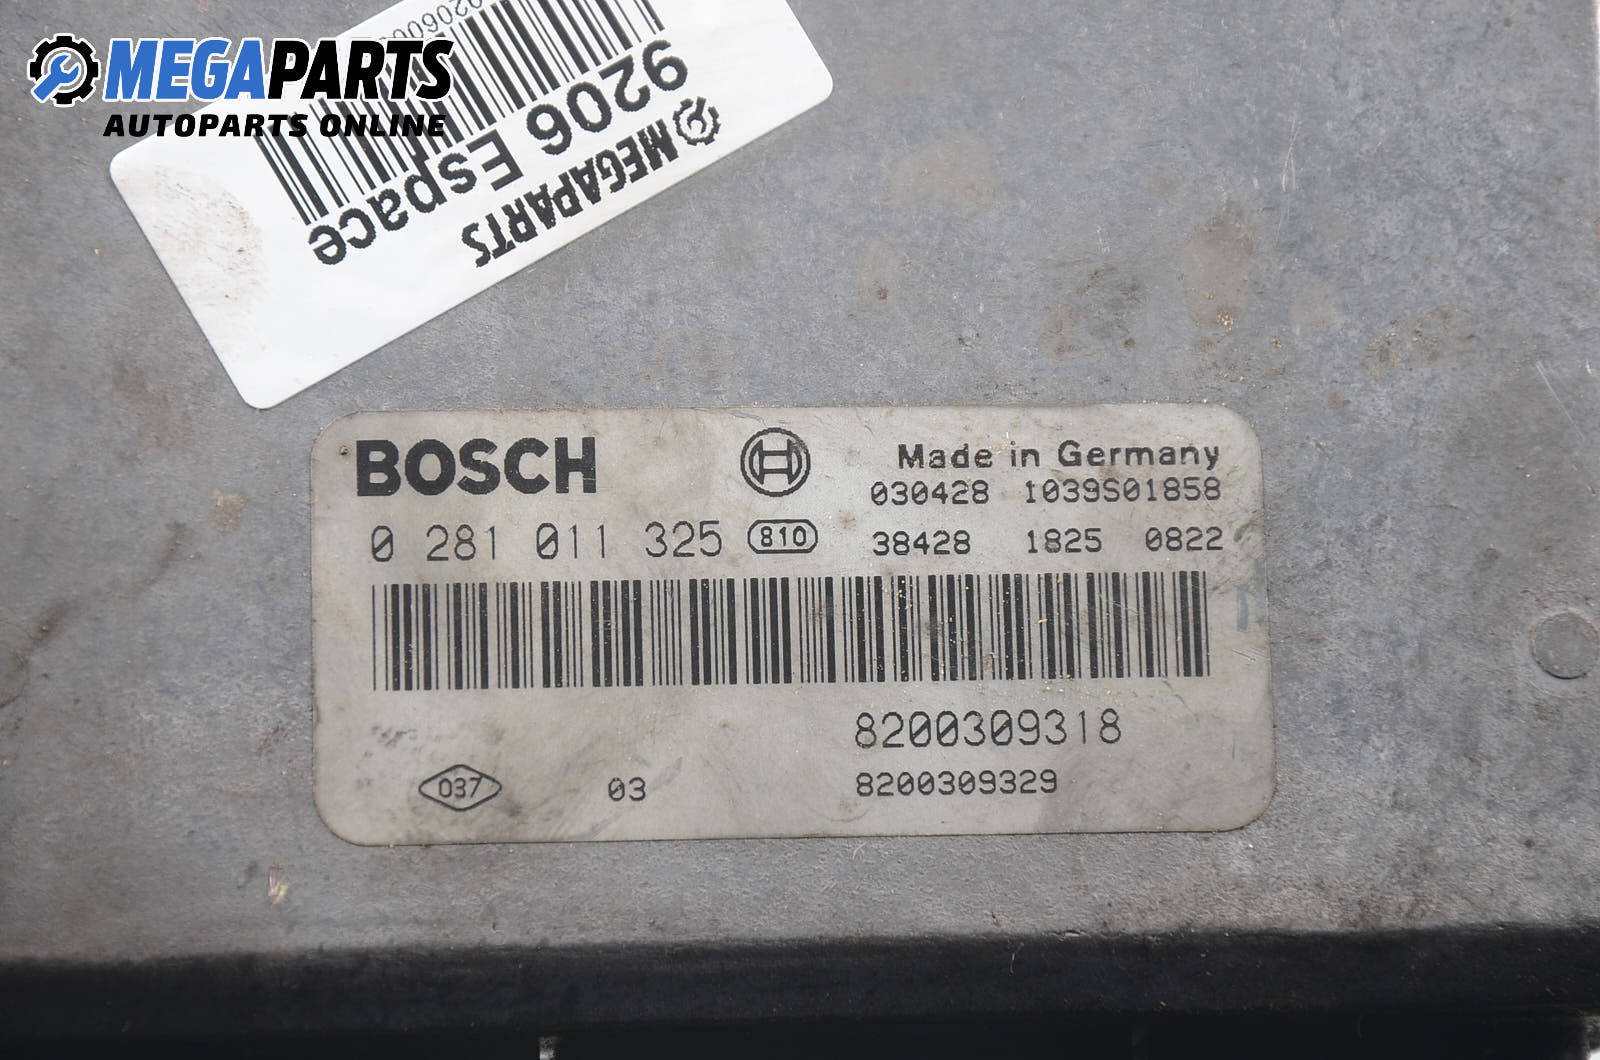 MEGAPARTS
AUTOPARTS ONLINE
MEGAPARTS
9206 Espace
BOSCH
Made in Germany
030428 1039S01858
0 281 011 325 810 38428 1825 0822
8200309318
037 03 8200309329